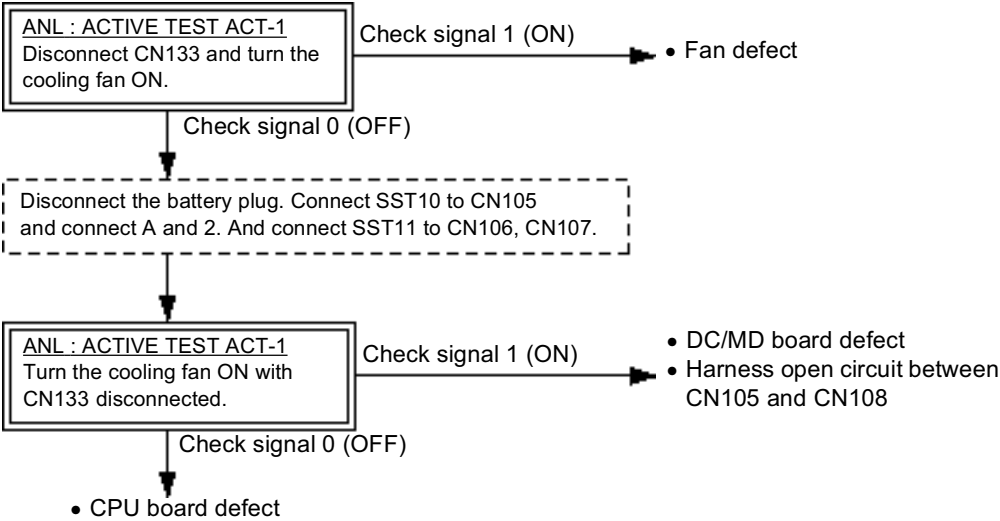 ANL : ACTIVE TEST ACT-1
Disconnect CN133 and turn the
cooling fan ON.
Check signal 1 (ON)
• Fan defect
Check signal 0 (OFF)
Disconnect the battery plug. Connect SST10 to CN105
and connect A and 2. And connect SST11 to CN106, CN107.
ANL : ACTIVE TEST ACT-1
Turn the cooling fan ON with
CN133 disconnected.
Check signal 1 (ON)
• DC/MD board defect
• Harness open circuit between
CN105 and CN108
Check signal 0 (OFF)
• CPU board defect